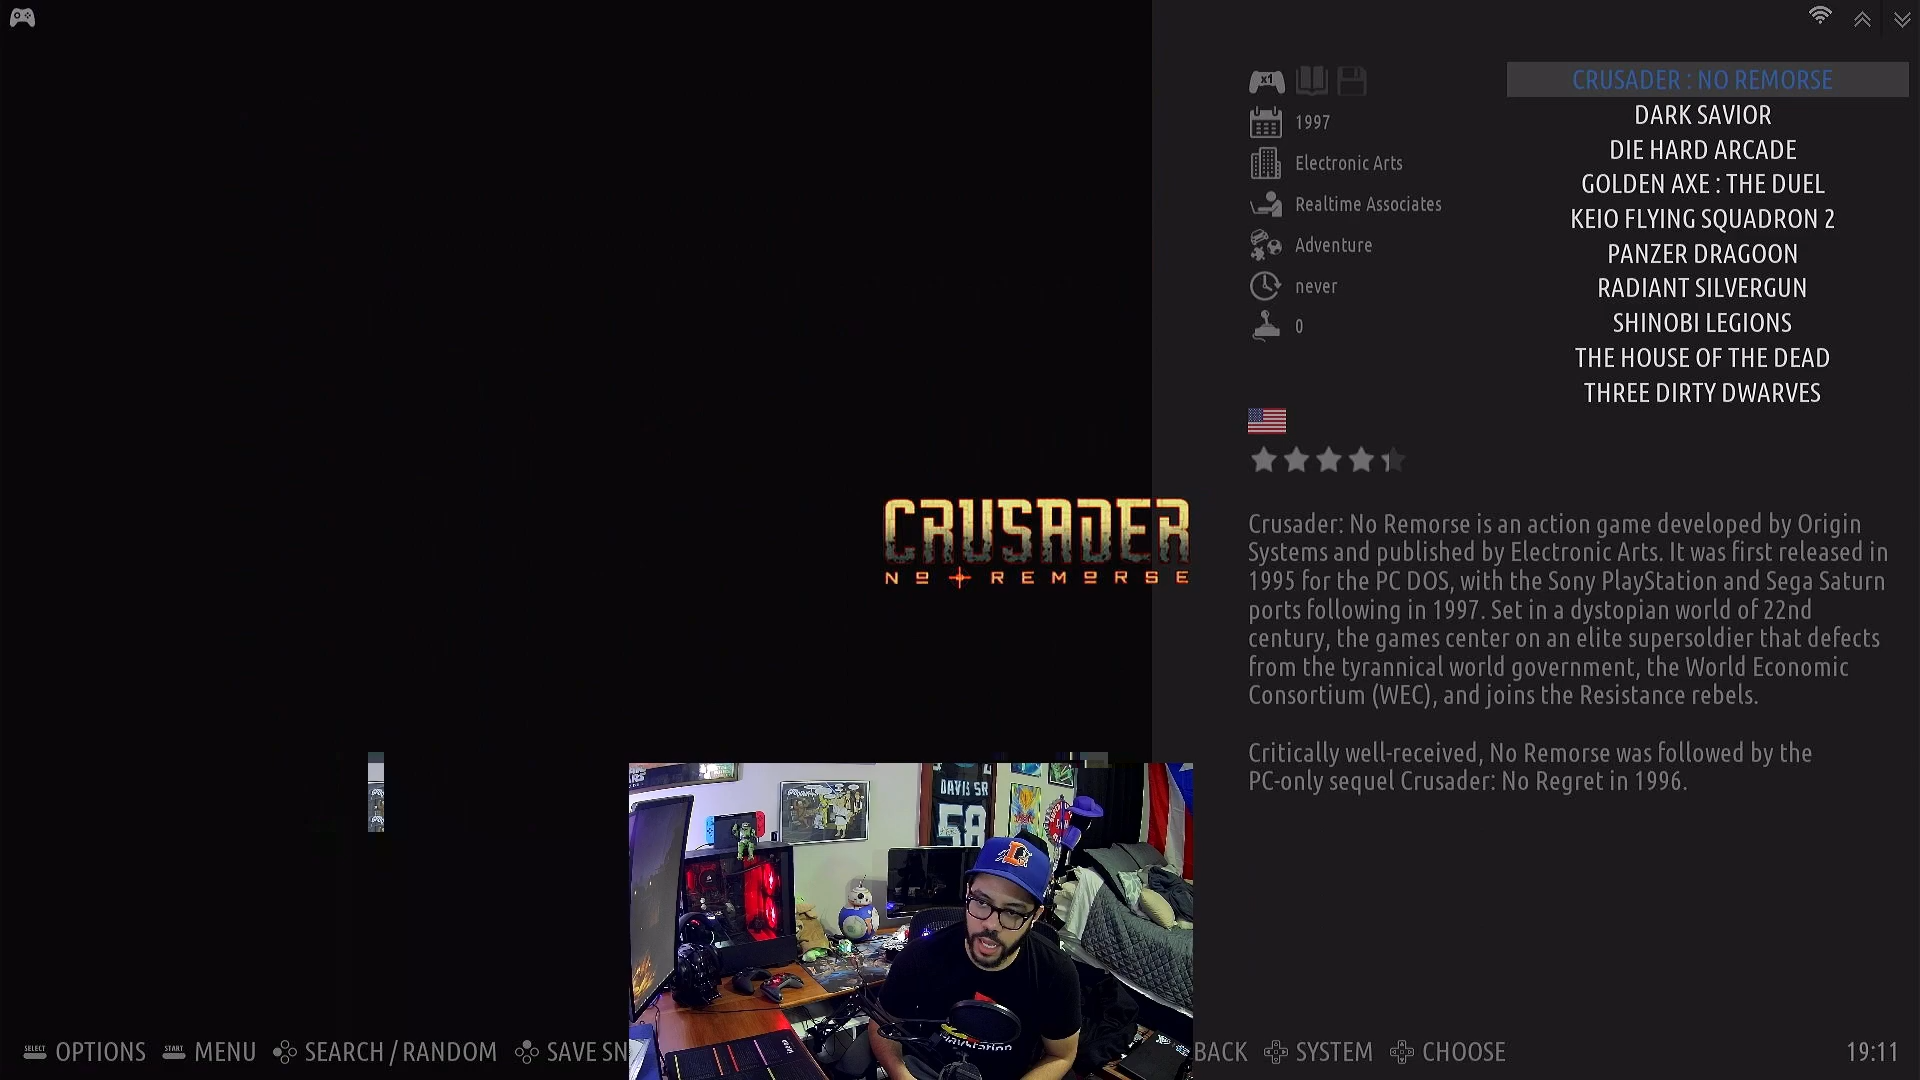 CRUSADER : NO REMORSE
DARK SAVIOR
DIE HARD ARCADE
GOLDEN AXE : THE DUEL
KEIO FLYING SQUADRON 2
PANZER DRAGOON
RADIANT SILVERGUN
SHINOBI LEGIONS
THE HOUSE OF THE DEAD
THREE DIRTY DWARVES
x1
1997
Electronic Arts
Realtime Associates
Adventure
never
0
CRUSADER
NO REMORSE
Crusader: No Remorse is an action game developed by Origin
Systems and published by Electronic Arts. It was first released in
1995 for the PC DOS, with the Sony PlayStation and Sega Saturn
ports following in 1997. Set in a dystopian world of 22nd
century, the games center on an elite supersoldier that defects
from the tyrannical world government, the World Economic
Consortium (WEC), and joins the Resistance rebels.
Critically well-received, No Remorse was followed by the
PC-only sequel Crusader: No Regret in 1996.
DAVIS SR
58
PlayStation
SELECT OPTIONS
START MENU
SEARCH / RANDOM
SAVE SN
BACK
SYSTEM
CHOOSE
19:11